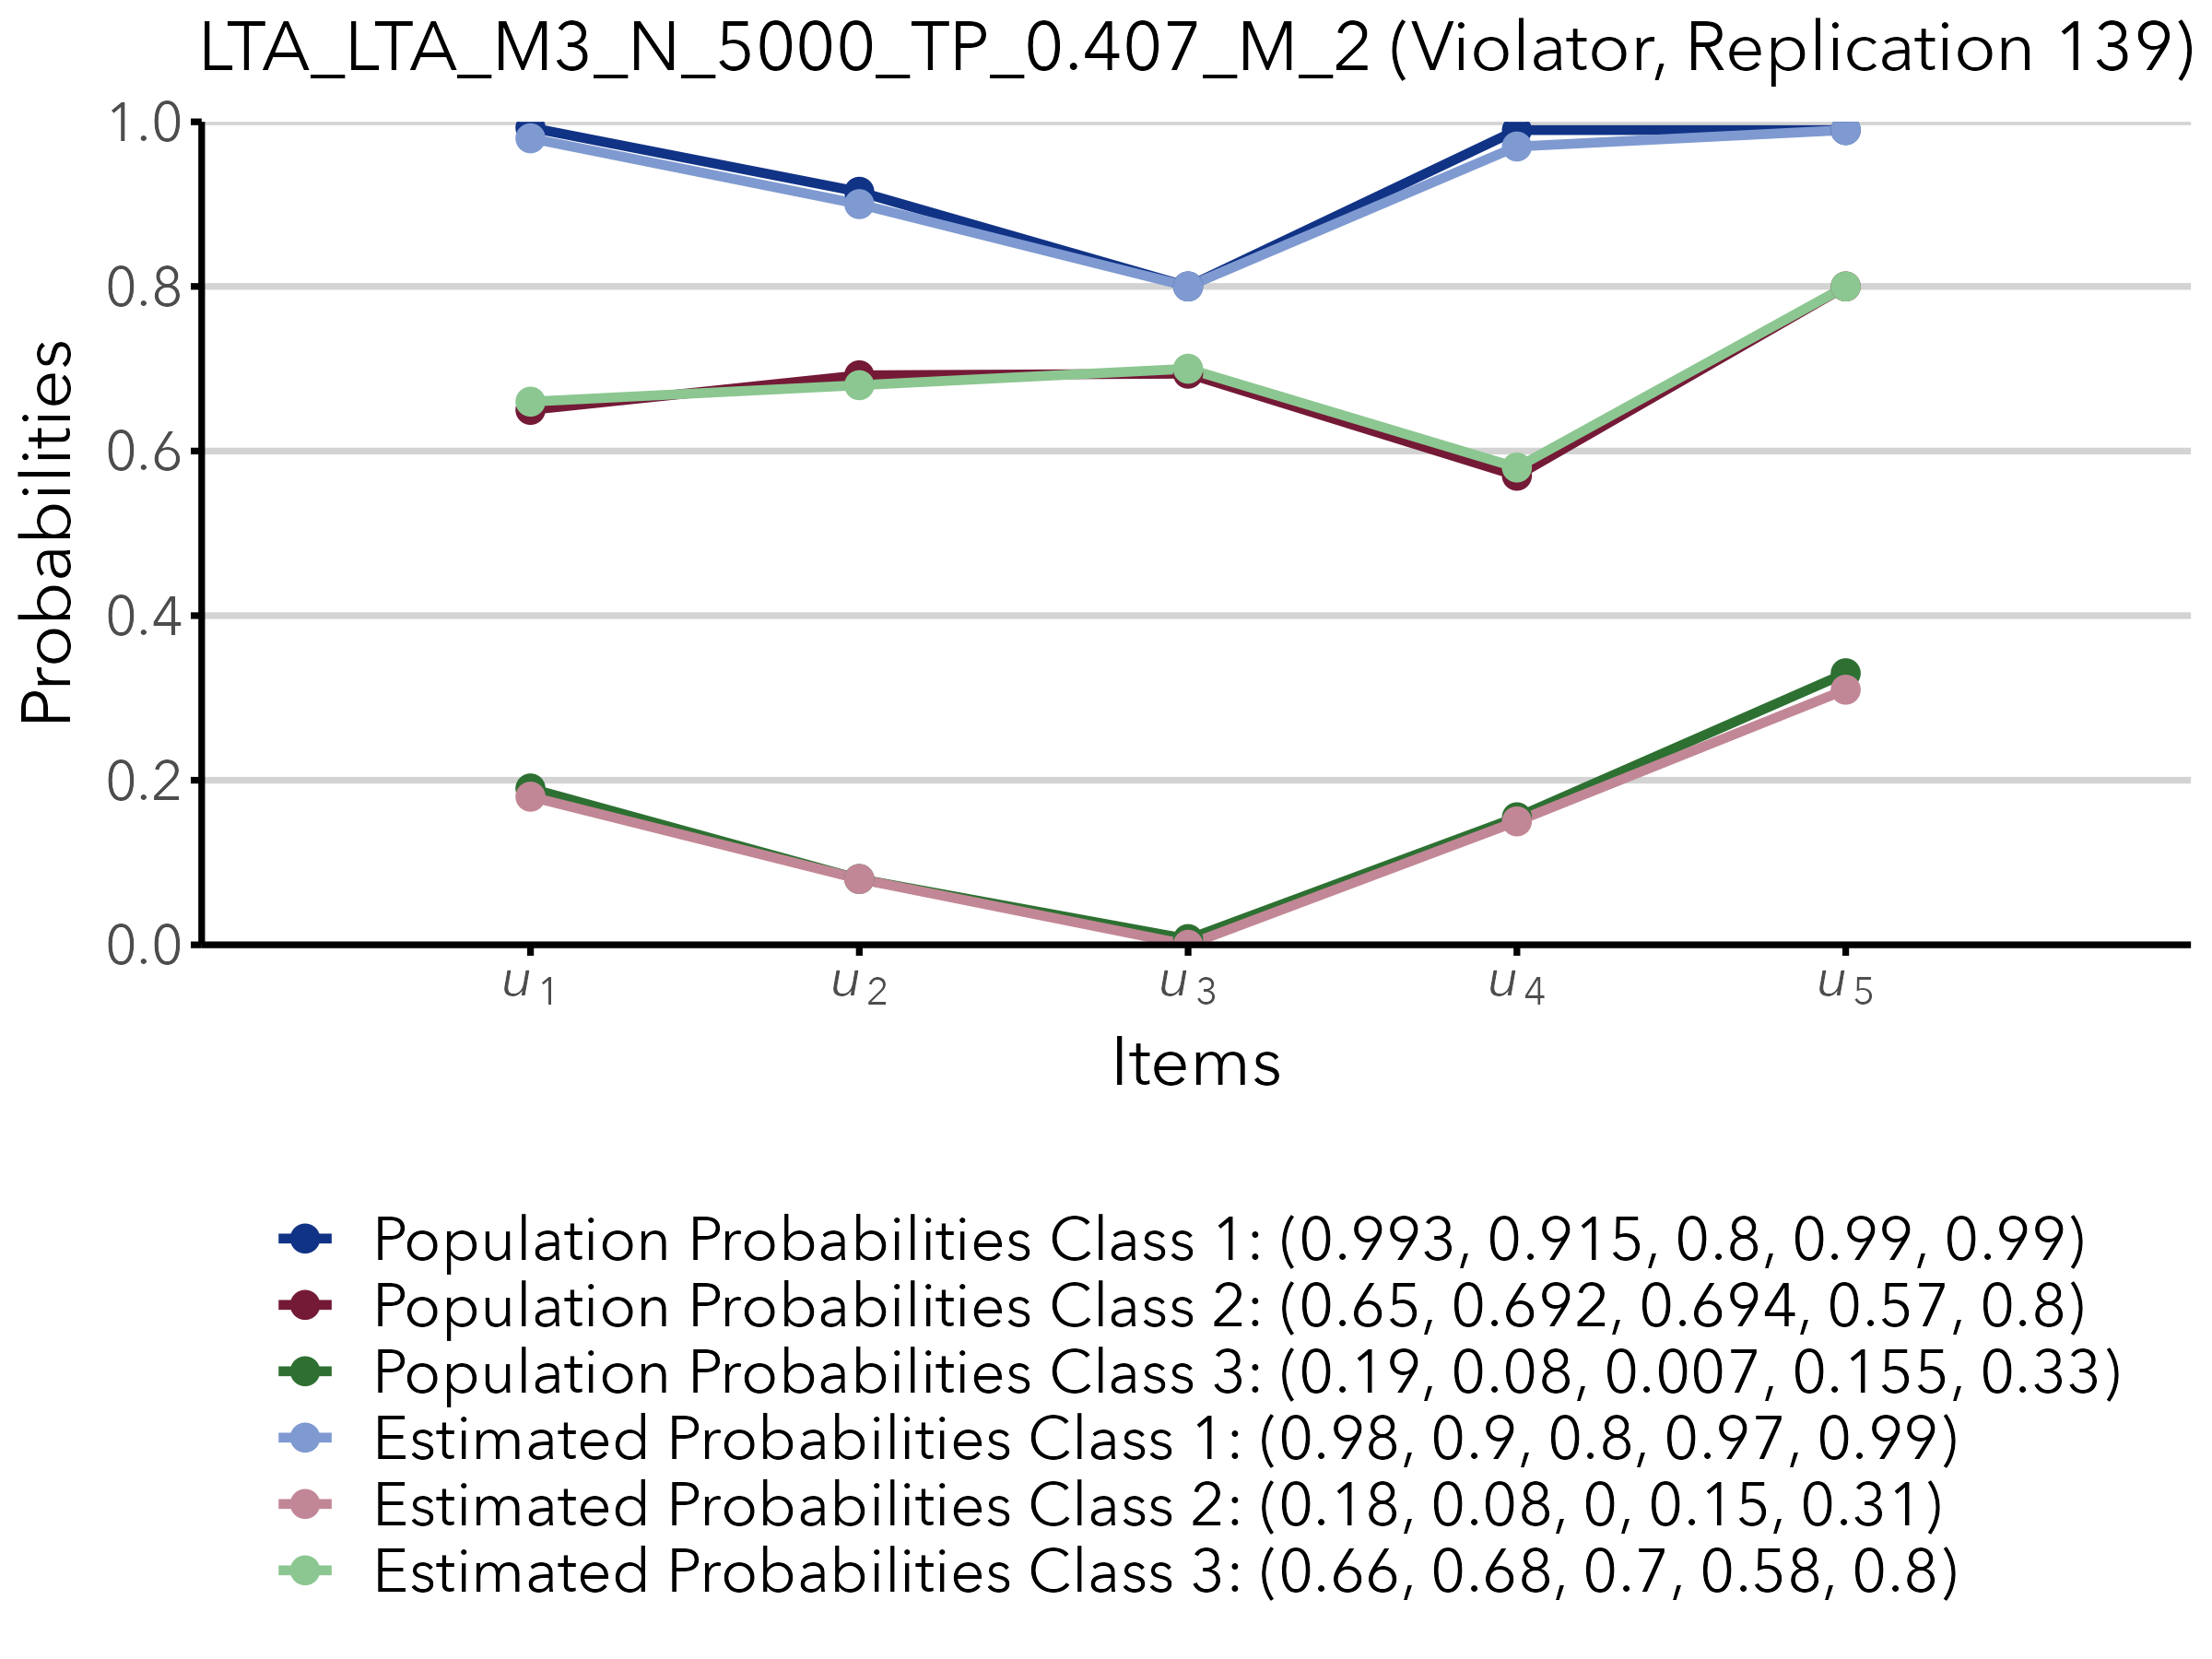 LTA_LTA_M3_N_5000_TP_0.407_M_2 (Violator, Replication 139)
1.0
0.8
0.6
0.4
0.2
0.0
Probabilities
u1 u2 u3 u4 u5
Items
Population Probabilities Class 1: (0.993, 0.915, 0.8, 0.99, 0.99)
Population Probabilities Class 2: (0.65, 0.692, 0.694, 0.57, 0.8)
Population Probabilities Class 3: (0.19, 0.08, 0.007, 0.155, 0.33)
Estimated Probabilities Class 1: (0.98, 0.9, 0.8, 0.97, 0.99)
Estimated Probabilities Class 2: (0.18, 0.08, 0, 0.15, 0.31)
Estimated Probabilities Class 3: (0.66, 0.68, 0.7, 0.58, 0.8)